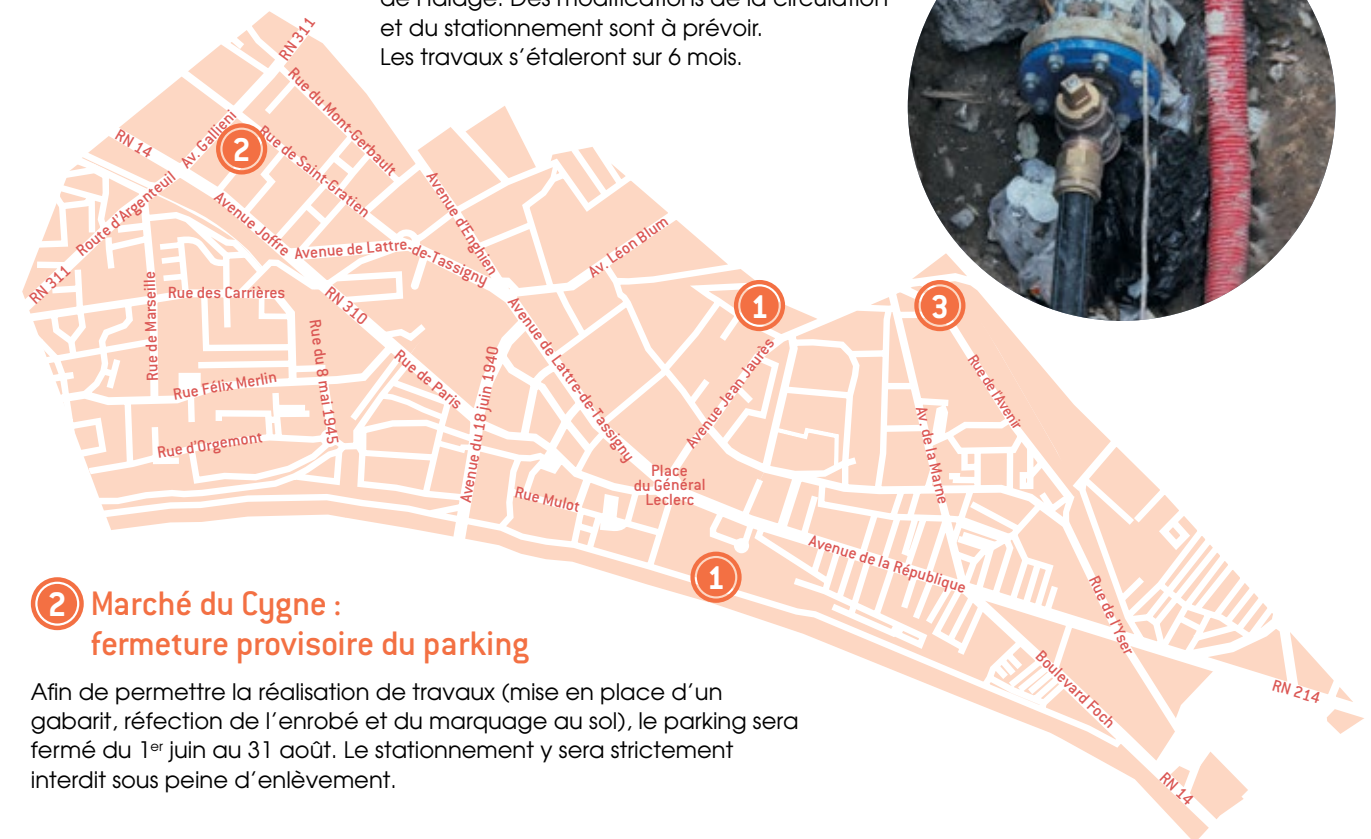 de Halage. Des modifications de la circulation
et du stationnement sont à prévoir.
Les travaux s'étaleront sur 6 mois.
RN 311
Rue du Mont-Gerbault
RN 14
Av. Gallieni
2
Rue de Saint-Gratien
Route d'Argenteuil
Avenue Joffre
Avenue d'Enghien
Avenue de Lattre-de-Tassigny
Av. Léon Blum
RN 311
Rue de Marseille
Rue des Carrières
RN 310
1
3
Rue du 8 mai 1945
Avenue de Lattre-de-Tassigny
Rue Félix Merlin
Rue de Paris
Avenue du 18 juin 1940
Avenue Jean Jaurès
Rue de l'Avenir
Rue d'Orgemont
Av. de la Marne
Place
du Général
Leclerc
Rue Mulot
Avenue de la République
1
Rue de l'Yser
Boulevard Foch
RN 214
RN 14
2 Marché du Cygne :
fermeture provisoire du parking
Afin de permettre la réalisation de travaux (mise en place d'un
gabarit, réfection de l'enrobé et du marquage au sol), le parking sera
fermé du 1er juin au 31 août. Le stationnement y sera strictement
interdit sous peine d'enlèvement.